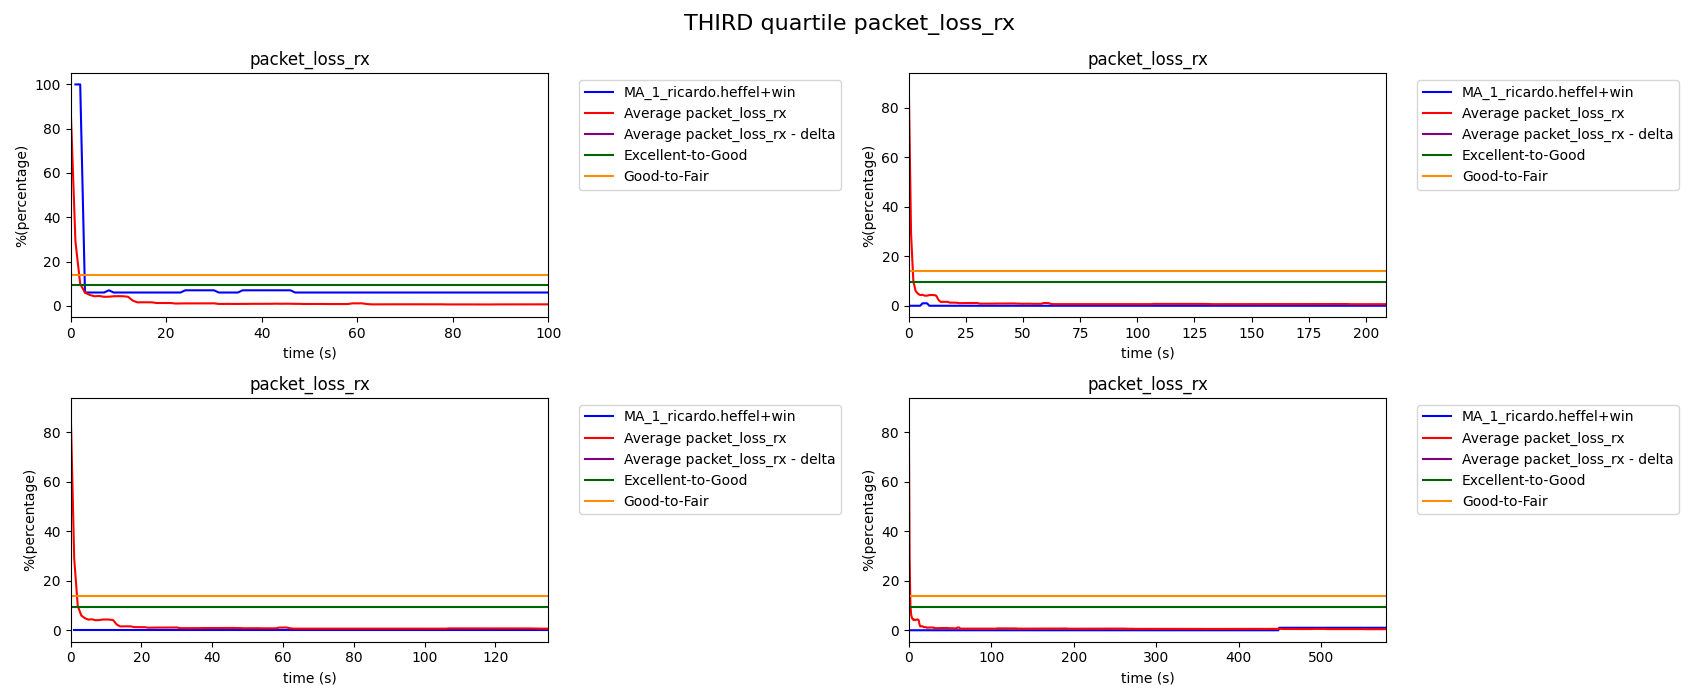 THIRD quartile packet_loss_rx
packet_loss_rx
%(percentage)
100
80
60
40
20
0
0 20 40 60 80 100
time (s)
MA_1_ricardo.heffel+win
Average packet_loss_rx
Average packet_loss_rx - delta
Excellent-to-Good
Good-to-Fair
packet_loss_rx
%(percentage)
80
60
40
20
0
0 25 50 75 100 125 150 175 200
time (s)
MA_1_ricardo.heffel+win
Average packet_loss_rx
Average packet_loss_rx - delta
Excellent-to-Good
Good-to-Fair
packet_loss_rx
%(percentage)
80
60
40
20
0
0 20 40 60 80 100 120
time (s)
MA_1_ricardo.heffel+win
Average packet_loss_rx
Average packet_loss_rx - delta
Excellent-to-Good
Good-to-Fair
packet_loss_rx
%(percentage)
80
60
40
20
0
0 100 200 300 400 500
time (s)
MA_1_ricardo.heffel+win
Average packet_loss_rx
Average packet_loss_rx - delta
Excellent-to-Good
Good-to-Fair